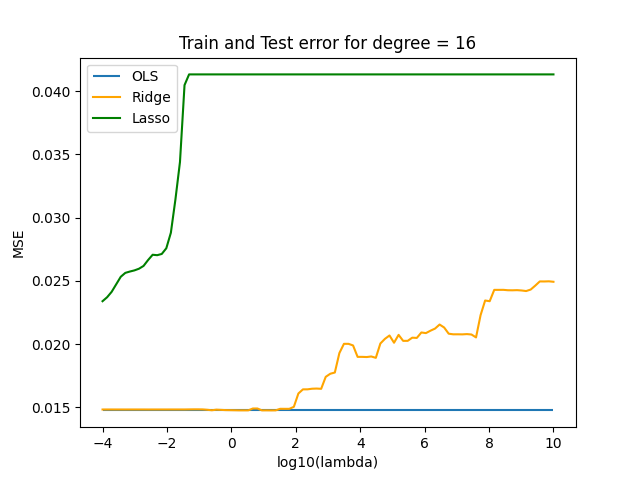 Train and Test error for degree = 16
OLS
Ridge
Lasso
MSE
0.040
0.035
0.030
0.025
0.020
0.015
−4
−2
0
2
4
6
8
10
log10(lambda)